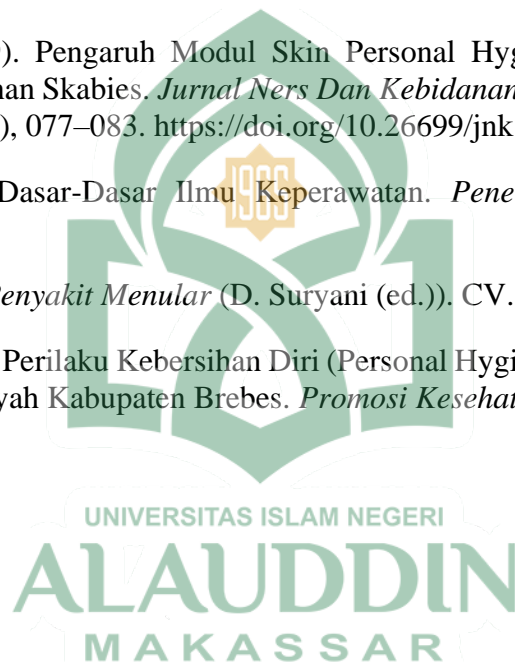 ). Pengaruh Modul Skin Personal Hyg
nan Skabies. Jurnal Ners Dan Kebidanan
), 077–083. https://doi.org/10.26699/jnk
Dasar-Dasar Ilmu Keperawatan. Pene
1965
Penyakit Menular (D. Suryani (ed.)). CV.
Perilaku Kebersihan Diri (Personal Hygi
yah Kabupaten Brebes. Promosi Kesehat
UNIVERSITAS ISLAM NEGERI
ALAUDDIN
MAKASSAR